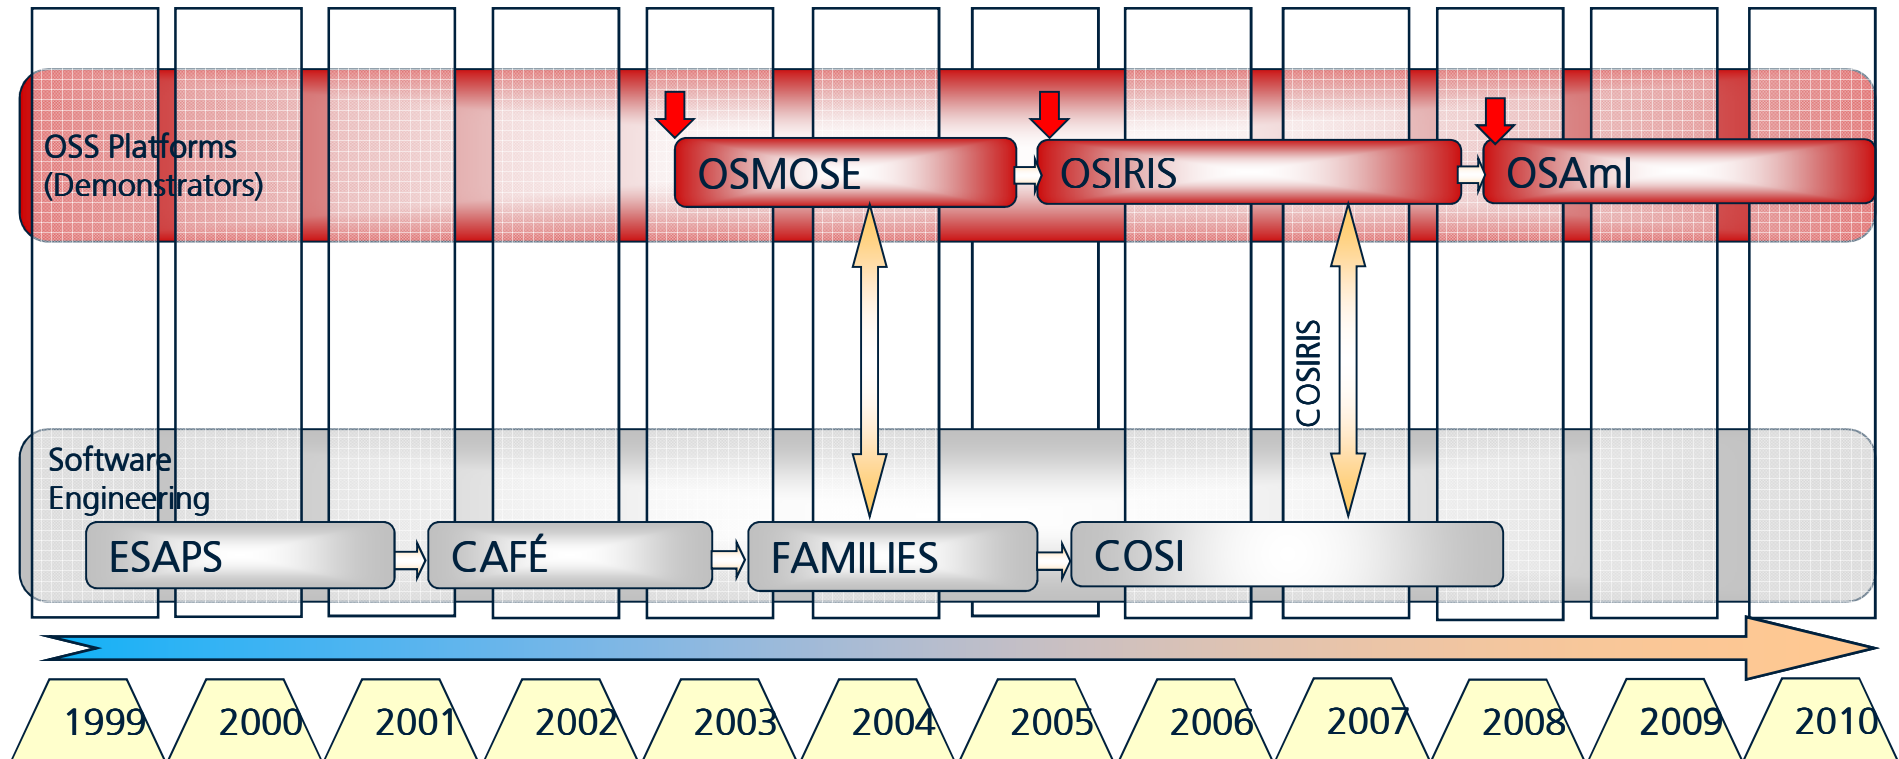 OSS Platforms
(Demonstrators)
OSMOSE
OSIRIS
OSAmI
COSIRIS
Software
Engineering
ESAPS
CAFÉ
FAMILIES
COSI
1999
2000
2001
2002
2003
2004
2005
2006
2007
2008
2009
2010